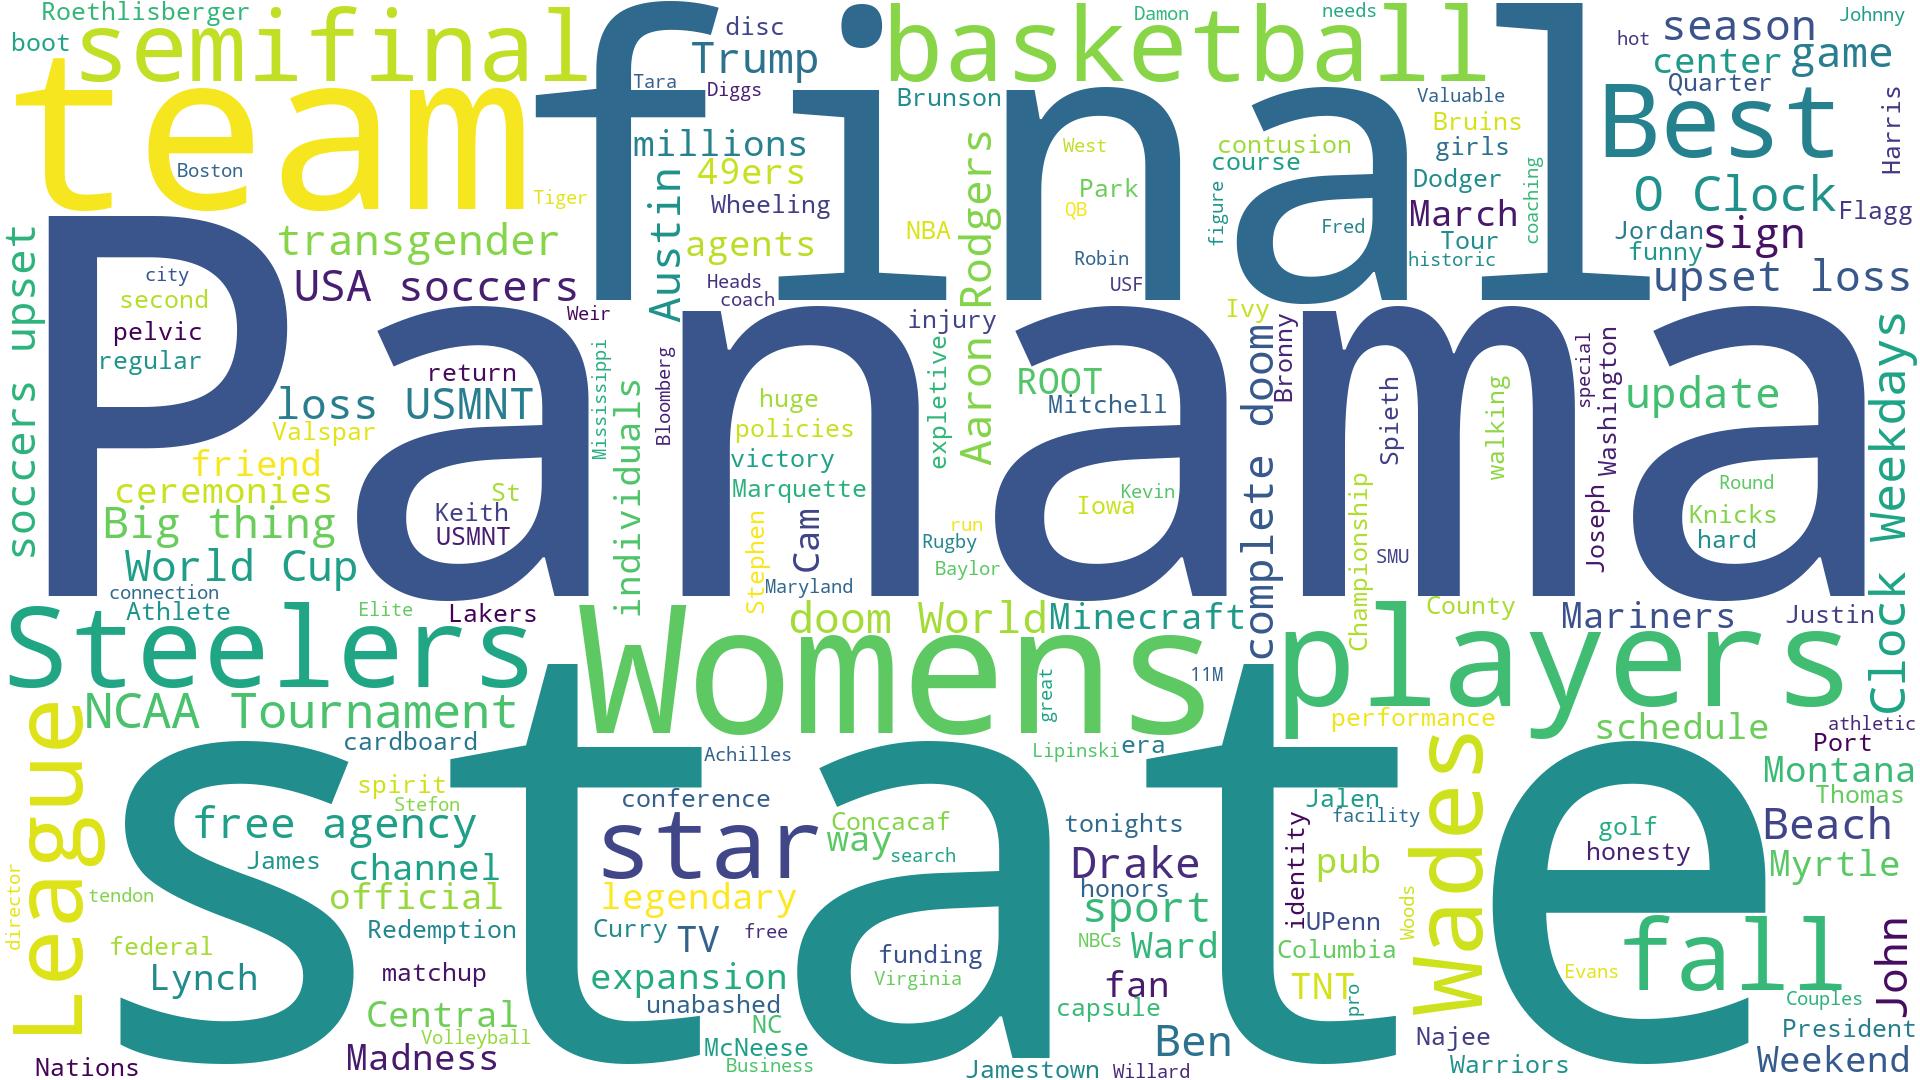 Roethlisberger
boot
semifinal
final
disc
Trump
basketball
Damon
needs
hot
season
Johnny
center
game
Quarter
team
Tara
Diggs
Brunson
Valuable
Best
Harris
Boston
Tiger
millions
49ers
Wheeling
agents
Austin
Heads
coach
NBA
Aaron Rodgers
West
Park
QB
Robin
USF
contusion
course
figure
Fred
Bruins
girls
Dodger
March
Tour
historic
coaching
O Clock
Flagg
Jordan
sign
funny
upset loss
soccers upset
transgender
USA soccers
Panama
city
second
pelvic
regular
Weir
return
loss
USMNT
Valspar
friend
ceremonies
Big thing
World Cup
connection
Keith
St
USMNT
Mississippi
individuals
Bloomberg
huge
policies
victory
Marquette
Stephen
Cam
Maryland
injury
expletive
ROOT
Mitchell
Iowa
Kevin
run
Rugby
Baylor
Ivy
complete doom
Bronny
Spieth
walking
Championship
SMU
special
Washington
Joseph
update
Round
Knicks
hard
Clock Weekdays
Athlete
Elite
Lakers
Steelers
Womens
doom World
Minecraft
County
Mariners
Justin
players
11M
great
NCAA Tournament
League
state
cardboard
Achilles
Lipinski
era
performance
schedule
athletic
Port
Montana
Thomas
Beach
Myrtle
spirit
Stefon
free agency
James
channel
official
tendon
director
federal
Redemption
Lynch
matchup
Central
Volleyball
Madness
Nations
conference
star
legendary
Curry
TV
free
expansion
unabashed
NC
McNeese
Business
Concacaf
way
search
funding
Virginia
tonights
Drake
honors
sport
NBCs
Ward
fan
capsule
Ben
Jamestown
Willard
Jalen
facility
identity
pub
UPenn
Columbia
TNT
pro
Woods
Wades
golf
honesty
fall
Evans
John
Couples
President
Najee
Warriors
Weekend